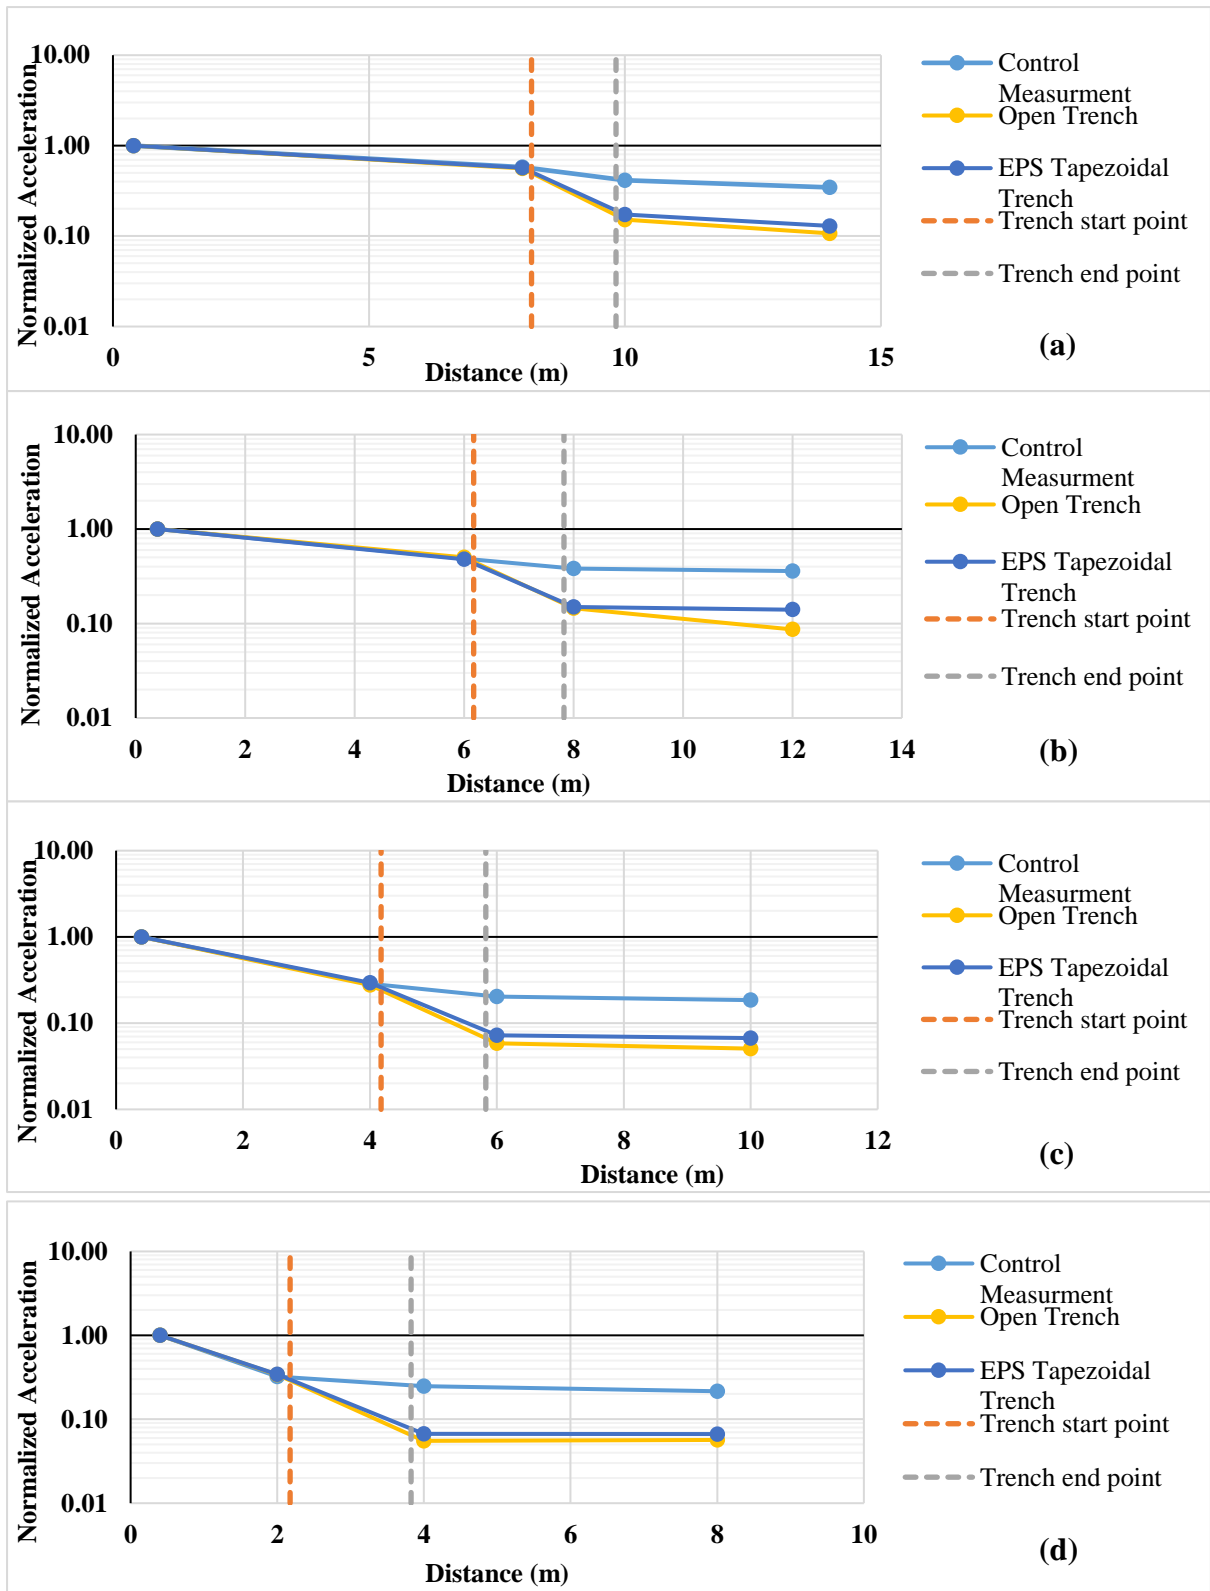 10.00
1.00
0.10
0.01
Normalized Acceleration
0
5
10
15
Distance (m)
Control
Measurment
Open Trench
EPS Tapezoidal
Trench
Trench start point
Trench end point
(a)
10.00
1.00
0.10
0.01
Normalized Acceleration
0
2
4
6
8
10
12
14
Distance (m)
Control
Measurment
Open Trench
EPS Tapezoidal
Trench
Trench start point
Trench end point
(b)
10.00
1.00
0.10
0.01
Normalized Acceleration
0
2
4
6
8
10
12
Distance (m)
Control
Measurment
Open Trench
EPS Tapezoidal
Trench
Trench start point
Trench end point
(c)
10.00
1.00
0.10
0.01
Normalized Acceleration
0
2
4
6
8
10
Distance (m)
Control
Measurment
Open Trench
EPS Tapezoidal
Trench
Trench start point
Trench end point
(d)